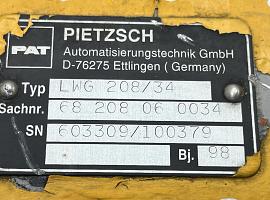 PIETZSCH
PAT
Automatisierungstechnik GmbH
D-76275 Ettlingen ( Germany)
Typ LWG 208/34
Sachnr. 68 208 06 0034
SN 603309/100379
Bj. 98